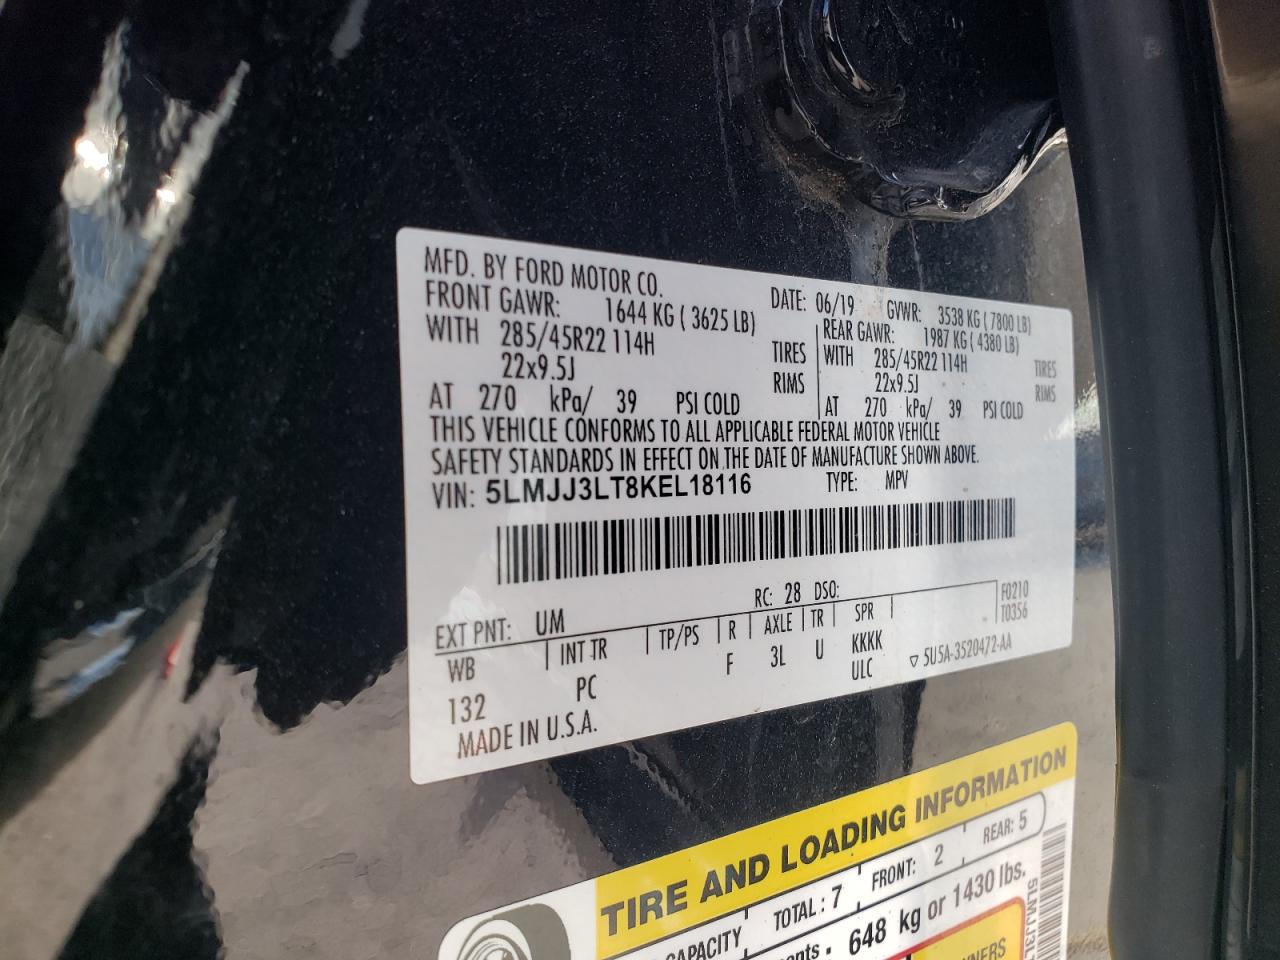 MFD. BY FORD MOTOR CO.
DATE: 06/19 GVWR: 3538 KG ( 7800 LB)
FRONT GAWR: 1644 KG ( 3625 LB)
WITH 285/45R22 114H TIRES
22x9.5J RIMS
AT 270 kPa/ 39 PSI COLD
REAR GAWR: 1987 KG ( 4380 LB)
WITH 285/45R22 114H TIRES
22x9.5J RIMS
AT 270 kPa/ 39 PSI COLD
THIS VEHICLE CONFORMS TO ALL APPLICABLE FEDERAL MOTOR VEHICLE
SAFETY STANDARDS IN EFFECT ON THE DATE OF MANUFACTURE SHOWN ABOVE.
VIN: 5LMJJ3LT8KEL18116 TYPE: MPV
EXT PNT: UM RC: 28 DSO: F0210
T0356
WB INT TR TP/PS R AXLE TR SPR
132 PC F 3L U KKKK
ULC
▽ 5U5A-3520472-AA
MADE IN U.S.A.
TIRE AND LOADING INFORMATION
CAPACITY TOTAL: 7 FRONT: 2 REAR: 5
648 kg or 1430 lbs.
5LMJJ3L